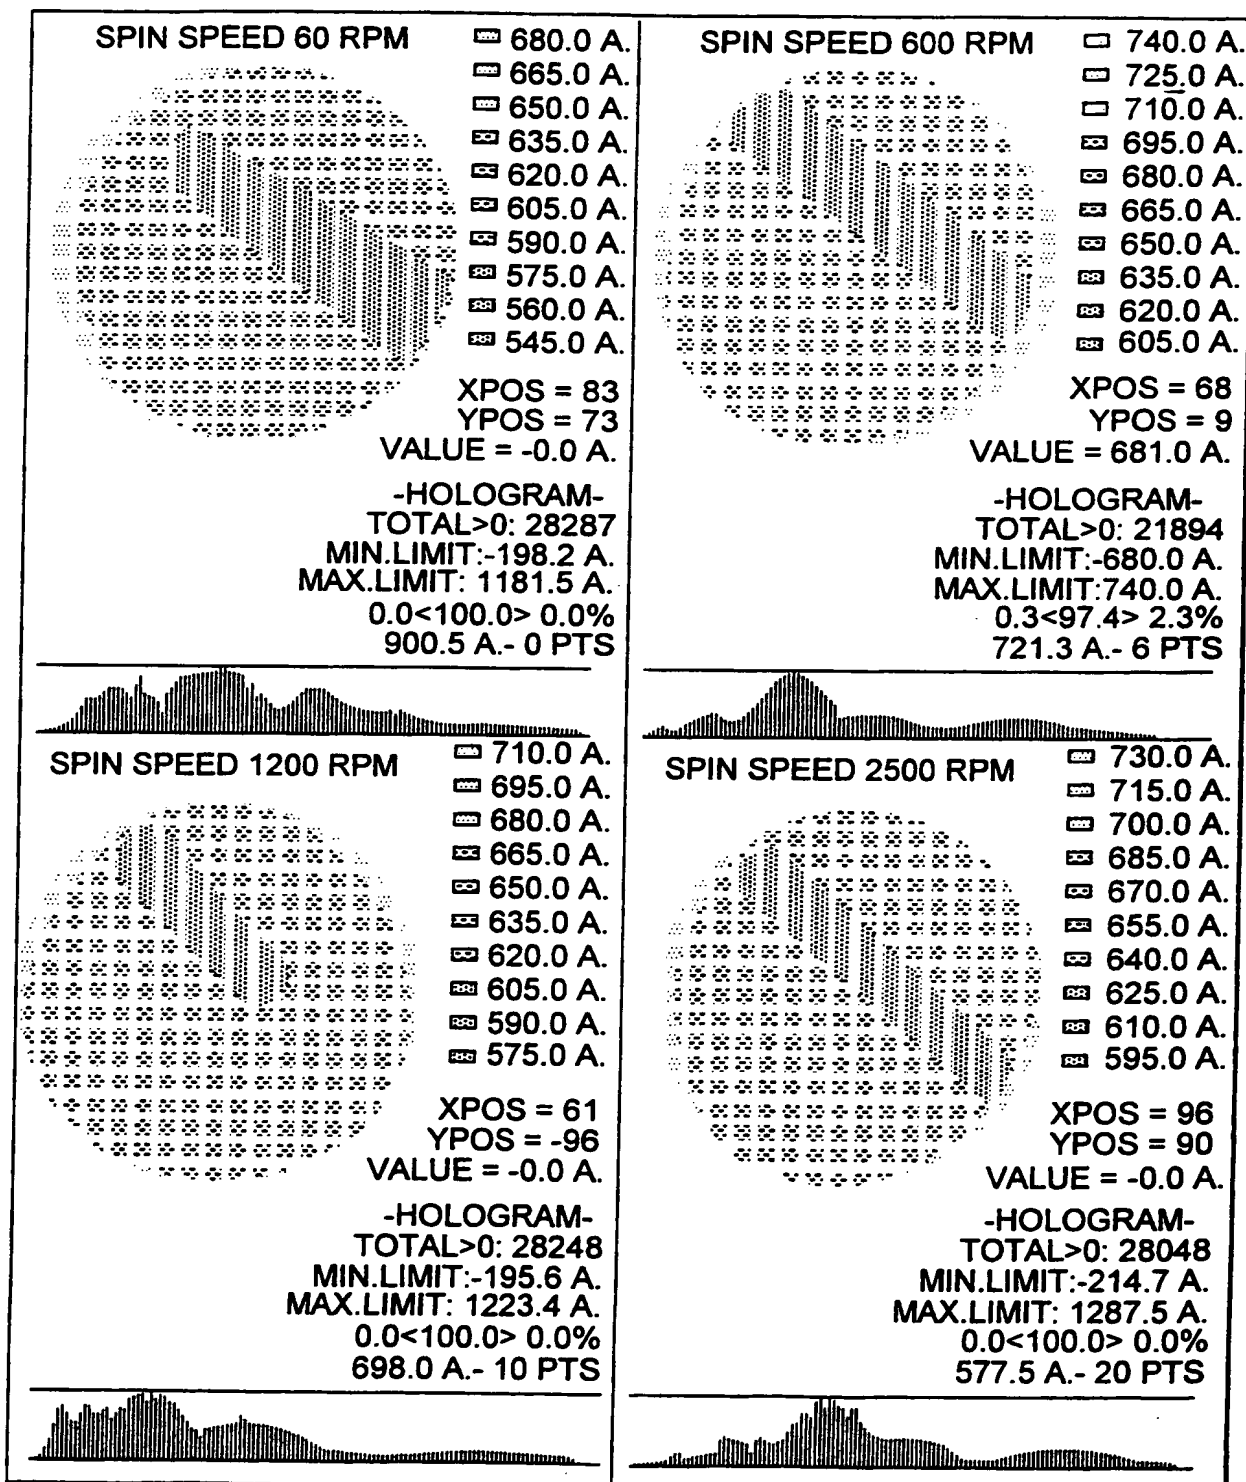 SPIN SPEED 60 RPM
680.0 A.
665.0 A.
650.0 A.
635.0 A.
620.0 A.
605.0 A.
590.0 A.
575.0 A.
560.0 A.
545.0 A.
XPOS = 83
YPOS = 73
VALUE = -0.0 A.
-HOLOGRAM-
TOTAL>0: 28287
MIN.LIMIT:-198.2 A.
MAX.LIMIT: 1181.5 A.
0.0<100.0> 0.0%
900.5 A.- 0 PTS
SPIN SPEED 600 RPM
740.0 A.
725.0 A.
710.0 A.
695.0 A.
680.0 A.
665.0 A.
650.0 A.
635.0 A.
620.0 A.
605.0 A.
XPOS = 68
YPOS = 9
VALUE = 681.0 A.
-HOLOGRAM-
TOTAL>0: 21894
MIN.LIMIT:-680.0 A.
MAX.LIMIT:740.0 A.
0.3<97.4> 2.3%
721.3 A.- 6 PTS
SPIN SPEED 1200 RPM
710.0 A.
695.0 A.
680.0 A.
665.0 A.
650.0 A.
635.0 A.
620.0 A.
605.0 A.
590.0 A.
575.0 A.
XPOS = 61
YPOS = -96
VALUE = -0.0 A.
-HOLOGRAM-
TOTAL>0: 28248
MIN.LIMIT:-195.6 A.
MAX.LIMIT: 1223.4 A.
0.0<100.0> 0.0%
698.0 A.- 10 PTS
SPIN SPEED 2500 RPM
730.0 A.
715.0 A.
700.0 A.
685.0 A.
670.0 A.
655.0 A.
640.0 A.
625.0 A.
610.0 A.
595.0 A.
XPOS = 96
YPOS = 90
VALUE = -0.0 A.
-HOLOGRAM-
TOTAL>0: 28048
MIN.LIMIT:-214.7 A.
MAX.LIMIT: 1287.5 A.
0.0<100.0> 0.0%
577.5 A.- 20 PTS